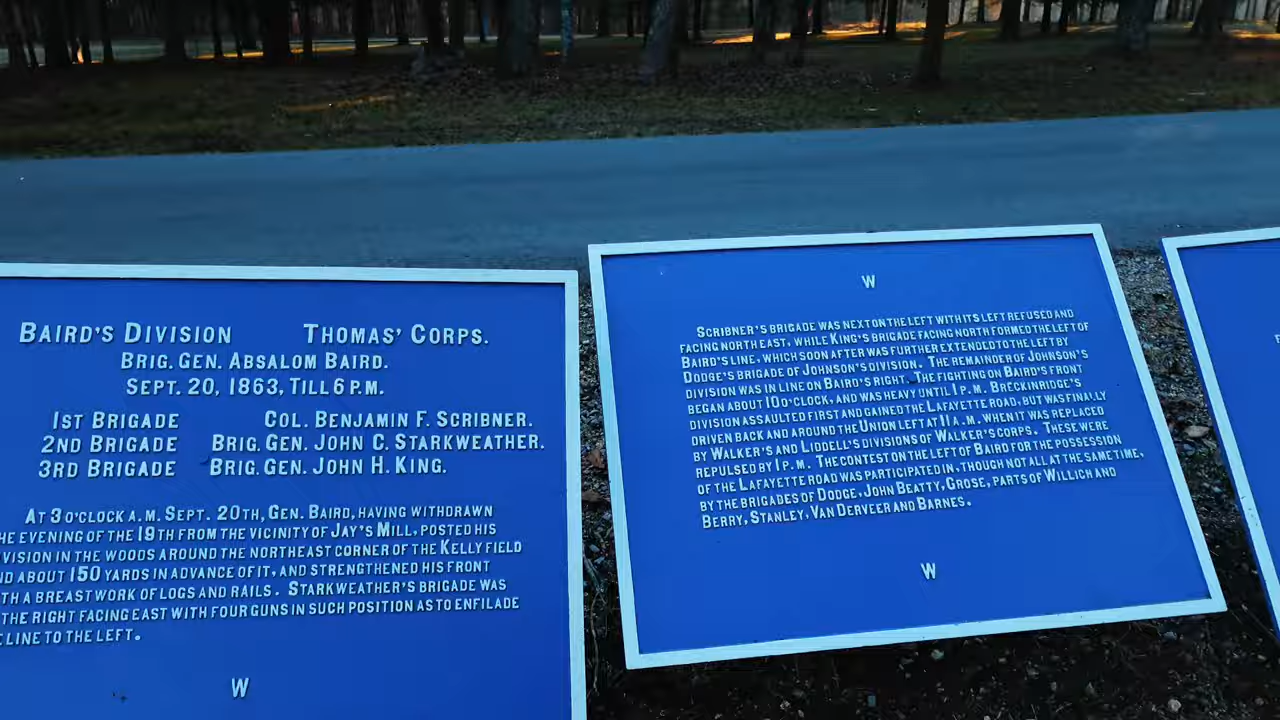 BAIRD'S DIVISION THOMAS' CORPS.
BRIG. GEN. ABSALOM BAIRD.
SEPT. 20, 1863, TILL 6 P.M.
1ST BRIGADE COL. BENJAMIN F. SCRIBNER.
2ND BRIGADE BRIG. GEN. JOHN C. STARKWEATHER.
3RD BRIGADE BRIG. GEN. JOHN H. KING.
AT 3 O'CLOCK A.M. SEPT. 20TH, GEN. BAIRD, HAVING WITHDRAWN
HE EVENING OF THE 19TH FROM THE VICINITY OF JAY'S MILL, POSTED HIS
VISION IN THE WOODS AROUND THE NORTHEAST CORNER OF THE KELLY FIELD
ND ABOUT 150 YARDS IN ADVANCE OF IT, AND STRENGTHENED HIS FRONT
TH A BREAST WORK OF LOGS AND RAILS. STARKWEATHER'S BRIGADE WAS
THE RIGHT FACING EAST WITH FOUR GUNS IN SUCH POSITION AS TO ENFILADE
E LINE TO THE LEFT.
W
W
SCRIBNER'S BRIGADE WAS NEXT ON THE LEFT WITH ITS LEFT REFUSED AND
FACING NORTH EAST, WHILE KING'S BRIGADE FACING NORTH FORMED THE LEFT OF
BAIRD'S LINE, WHICH SOON AFTER WAS FURTHER EXTENDED TO THE LEFT BY
DODGE'S BRIGADE OF JOHNSON'S DIVISION. THE REMAINDER OF JOHNSON'S
DIVISION WAS IN LINE ON BAIRD'S RIGHT. THE FIGHTING ON BAIRD'S FRONT
BEGAN ABOUT 10 O'CLOCK, AND WAS HEAVY UNTIL 1 P.M. BRECKINRIDGE'S
DIVISION ASSAULTED FIRST AND GAINED THE LAFAYETTE ROAD, BUT WAS FINALLY
DRIVEN BACK AND AROUND THE UNION LEFT AT 11 A.M. WHEN IT WAS REPLACED
BY WALKER'S AND LIDDELL'S DIVISIONS OF WALKER'S CORPS. THESE WERE
REPULSED BY 1 P.M. THE CONTEST ON THE LEFT OF BAIRD FOR THE POSSESSION
OF THE LAFAYETTE ROAD WAS PARTICIPATED IN, THOUGH NOT ALL AT THE SAME TIME,
BY THE BRIGADES OF DODGE, JOHN BEATTY, GROSE, PARTS OF WILLICH AND
BERRY, STANLEY, VAN DERVEER AND BARNES.
W